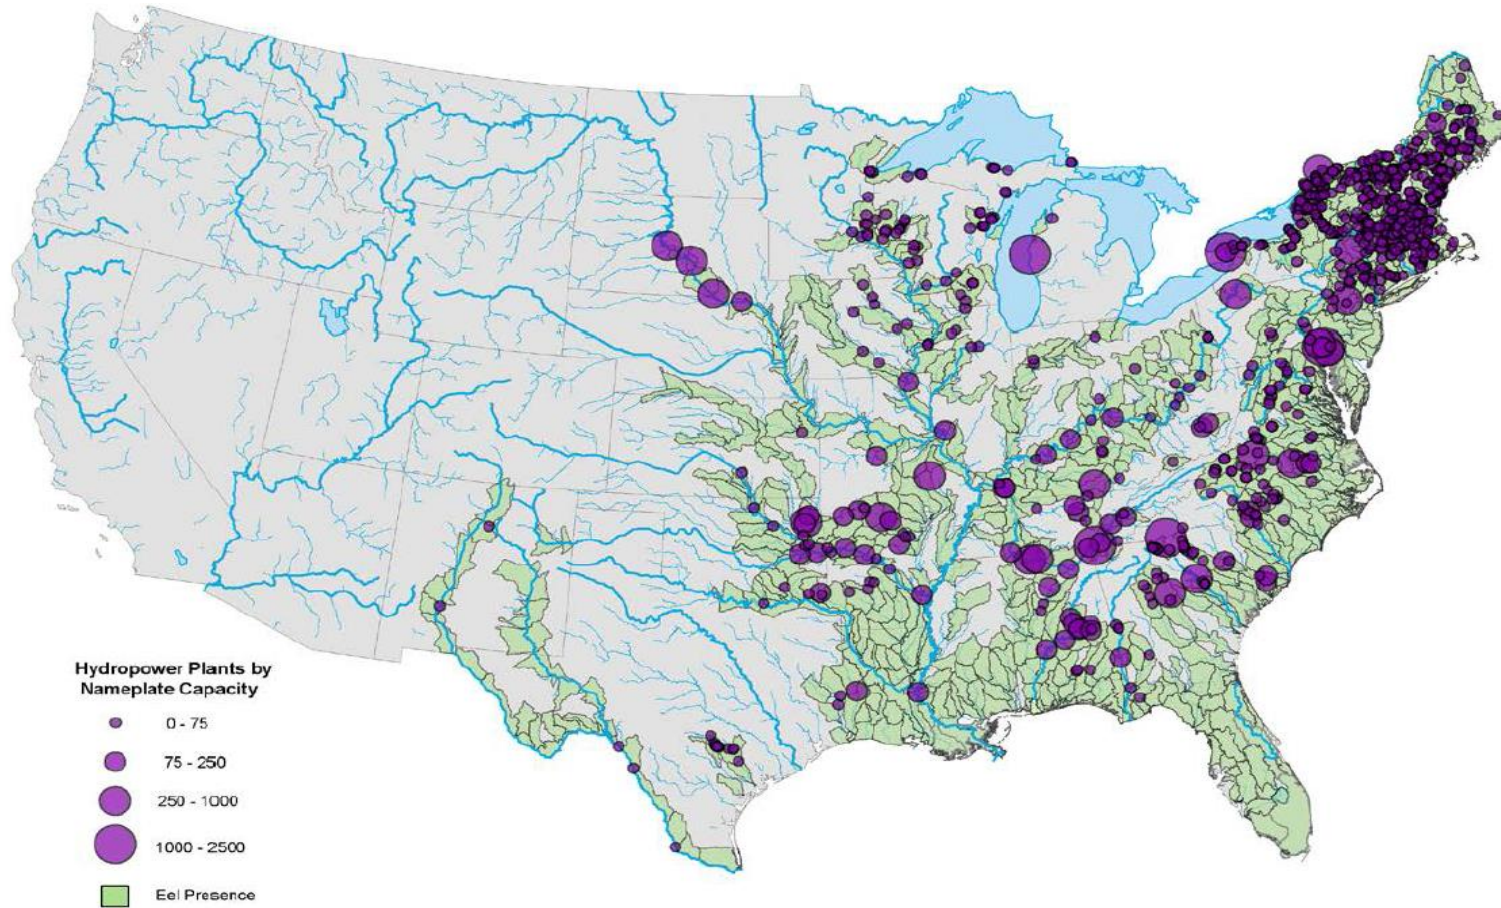 Hydropower Plants by
Nameplate Capacity
0 - 75
75 - 250
250 - 1000
1000 - 2500
Eel Presence